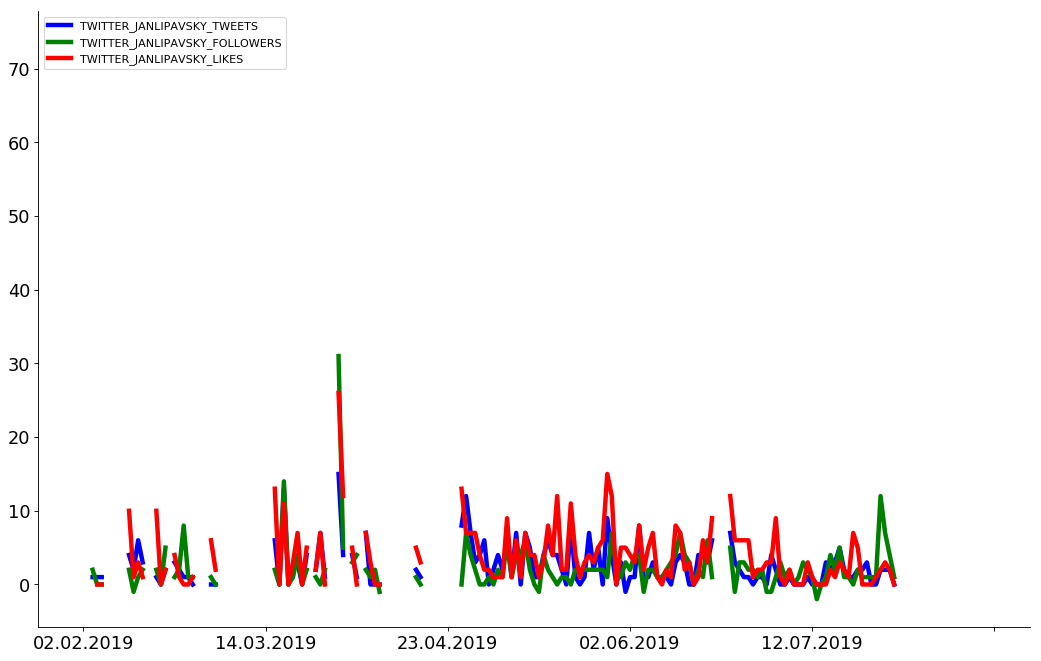 TWITTER_JANLIPAVSKY_TWEETS
TWITTER_JANLIPAVSKY_FOLLOWERS
TWITTER_JANLIPAVSKY_LIKES
70
60
50
40
30
20
10
0
02.02.2019 14.03.2019 23.04.2019 02.06.2019 12.07.2019